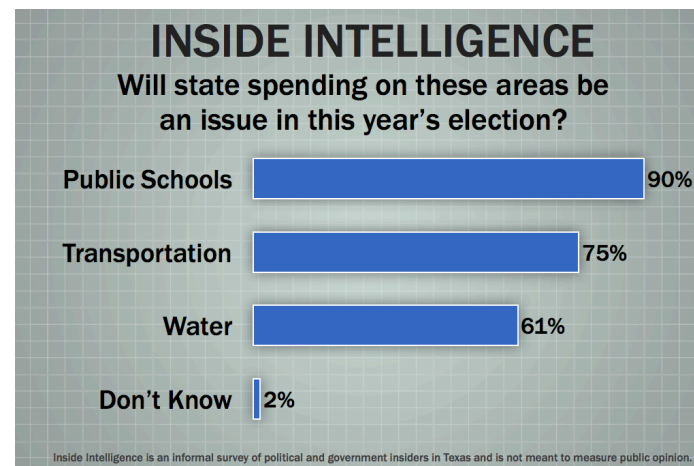 INSIDE INTELLIGENCE
Will state spending on these areas be
an issue in this year's election?
Public Schools 90%
Transportation 75%
Water 61%
Don't Know 2%
Inside Intelligence is an informal survey of political and government insiders in Texas and is not meant to measure public opinion.